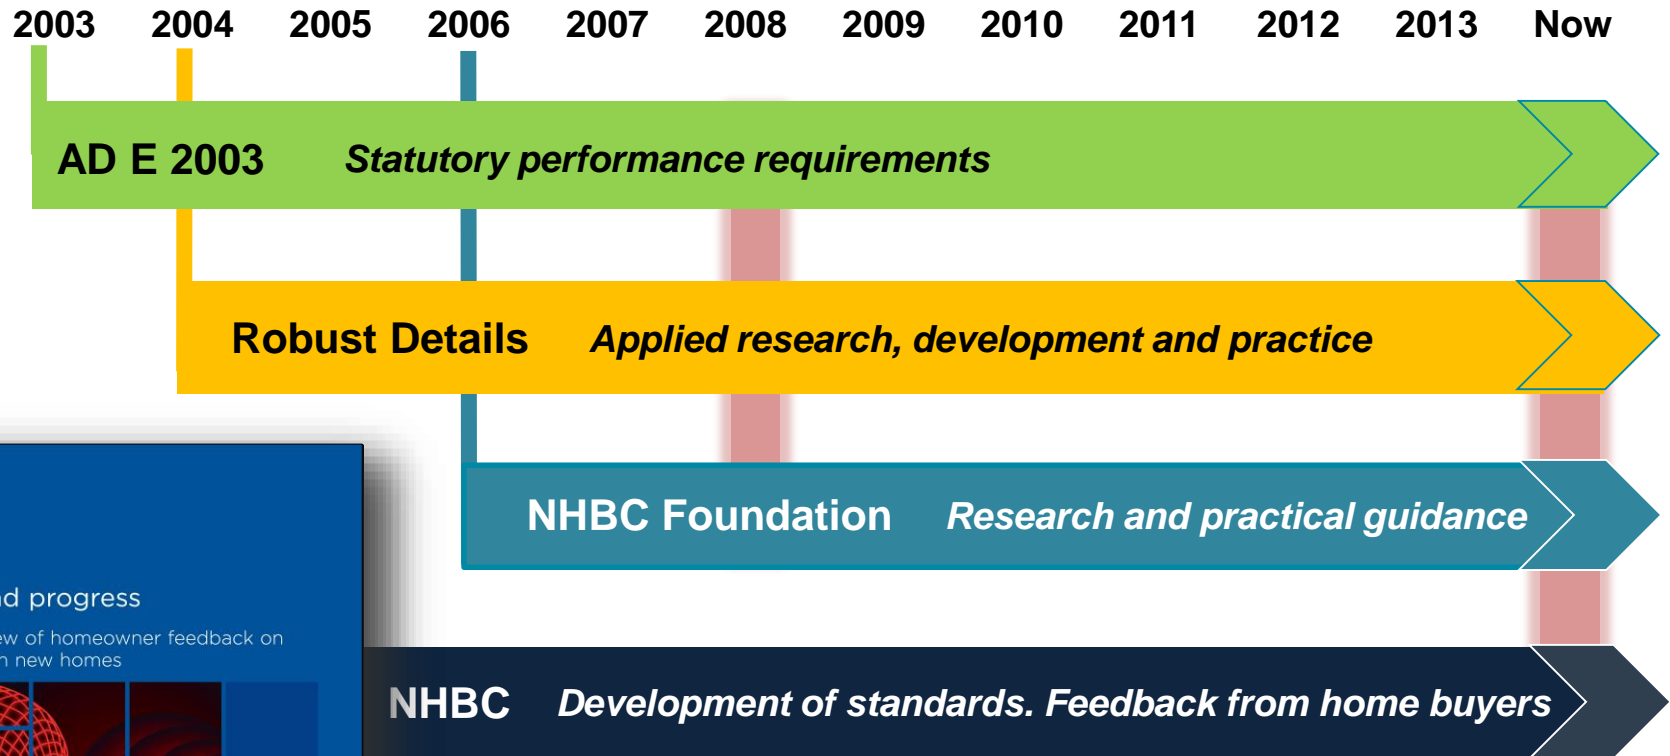 2003 2004 2005 2006 2007 2008 2009 2010 2011 2012 2013 Now
AD E 2003 Statutory performance requirements
Robust Details Applied research, development and practice
NHBC Foundation Research and practical guidance
progress
of homeowner feedback on
new homes
NHBC Development of standards. Feedback from home buyers